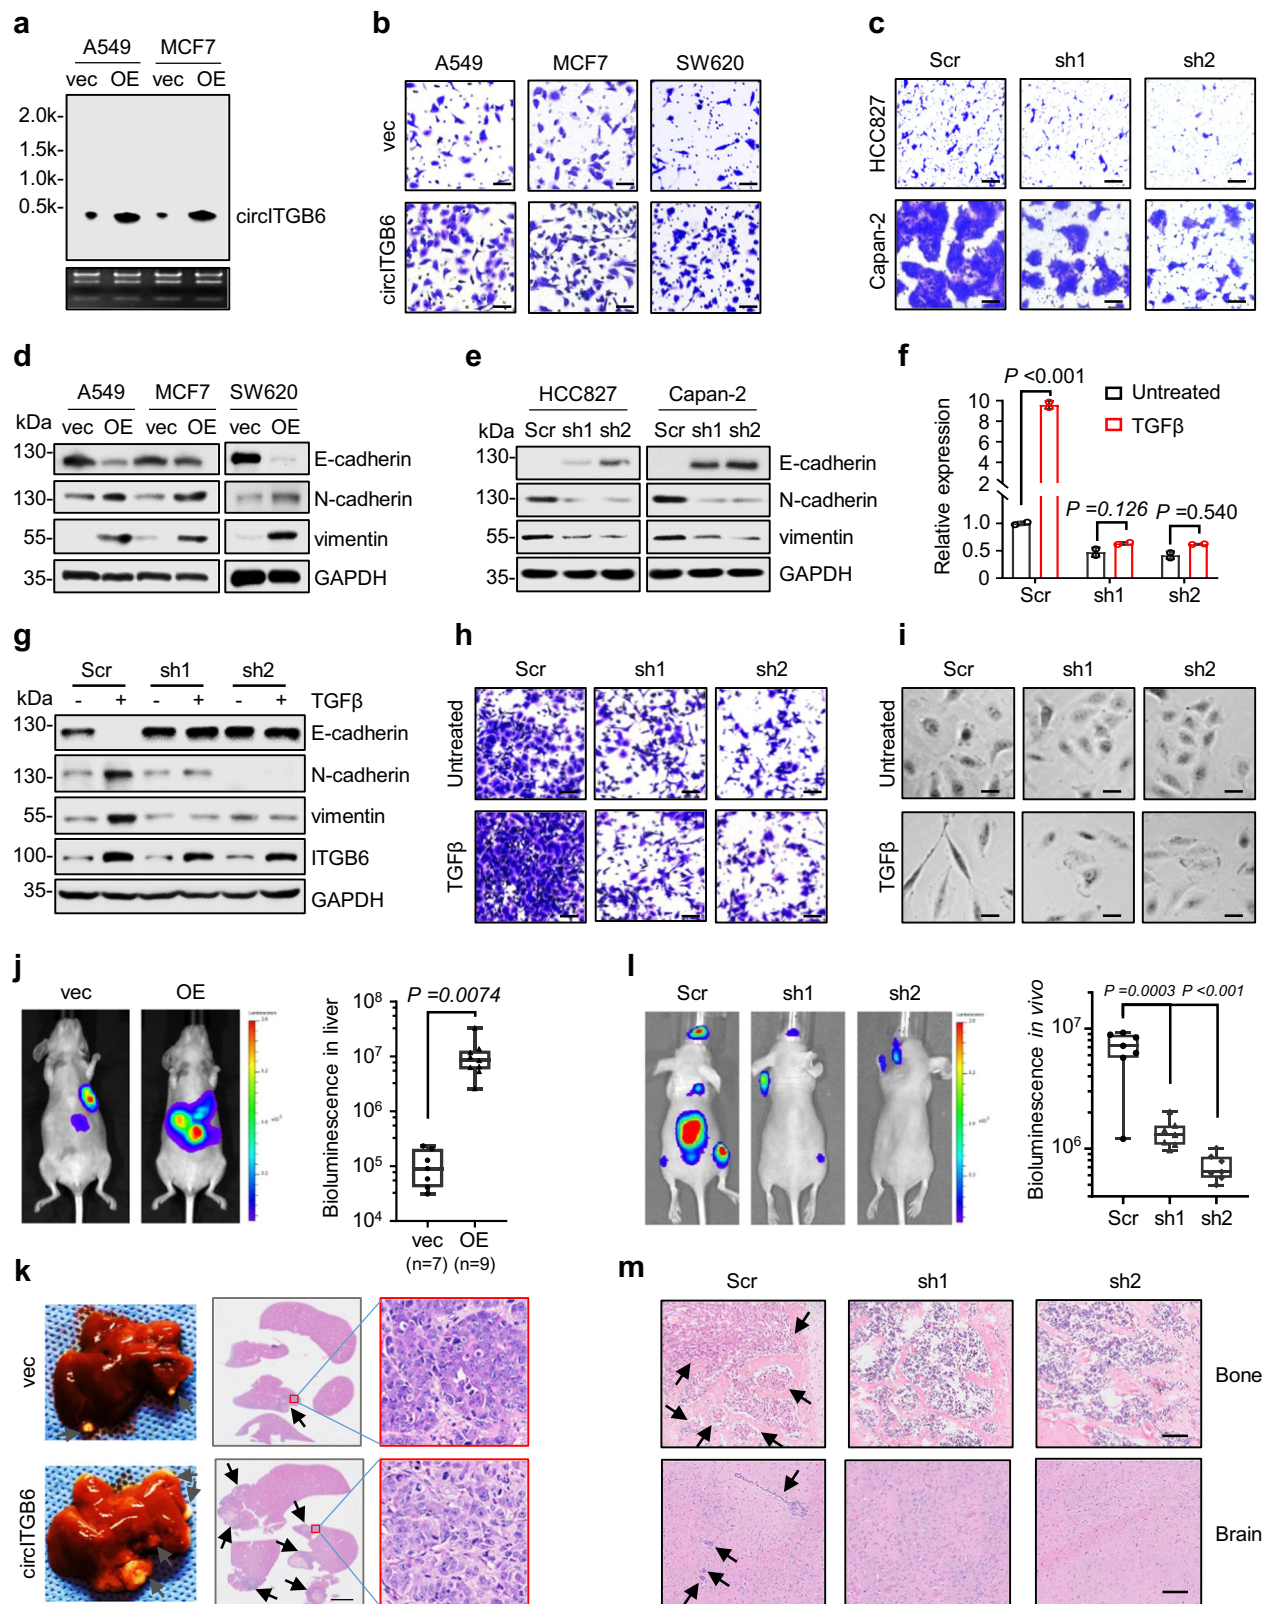 a
A549 MCF7
vec OE vec OE
2.0k-
1.5k-
1.0k-
0.5k-
circITGB6
b
A549 MCF7 SW620
vec
circITGB6
c
Scr sh1 sh2
HCC827
Capan-2
d
A549 MCF7 SW620
kDa vec OE vec OE vec OE
130- E-cadherin
130- N-cadherin
55- vimentin
35- GAPDH
e
HCC827 Capan-2
kDa Scr sh1 sh2 Scr sh1 sh2
130- E-cadherin
130- N-cadherin
55- vimentin
35- GAPDH
f
P <0.001
Untreated
TGFβ
Relative expression
10
8
6
4
2
1.0
0.5
0
P =0.126 P =0.540
Scr sh1 sh2
g
Scr sh1 sh2
kDa - + - + - + TGFβ
130- E-cadherin
130- N-cadherin
55- vimentin
100- ITGB6
35- GAPDH
h
Scr sh1 sh2
Untreated
TGFβ
i
Scr sh1 sh2
Untreated
TGFβ
j
vec OE
P =0.0074
Bioluminescence in liver
10⁸
10⁷
10⁶
10⁵
10⁴
vec OE
(n=7) (n=9)
l
Scr sh1 sh2
P =0.0003 P <0.001
Bioluminescence in vivo
10⁷
10⁶
Scr sh1 sh2
k
vec
circITGB6
m
Scr sh1 sh2
Bone
Brain